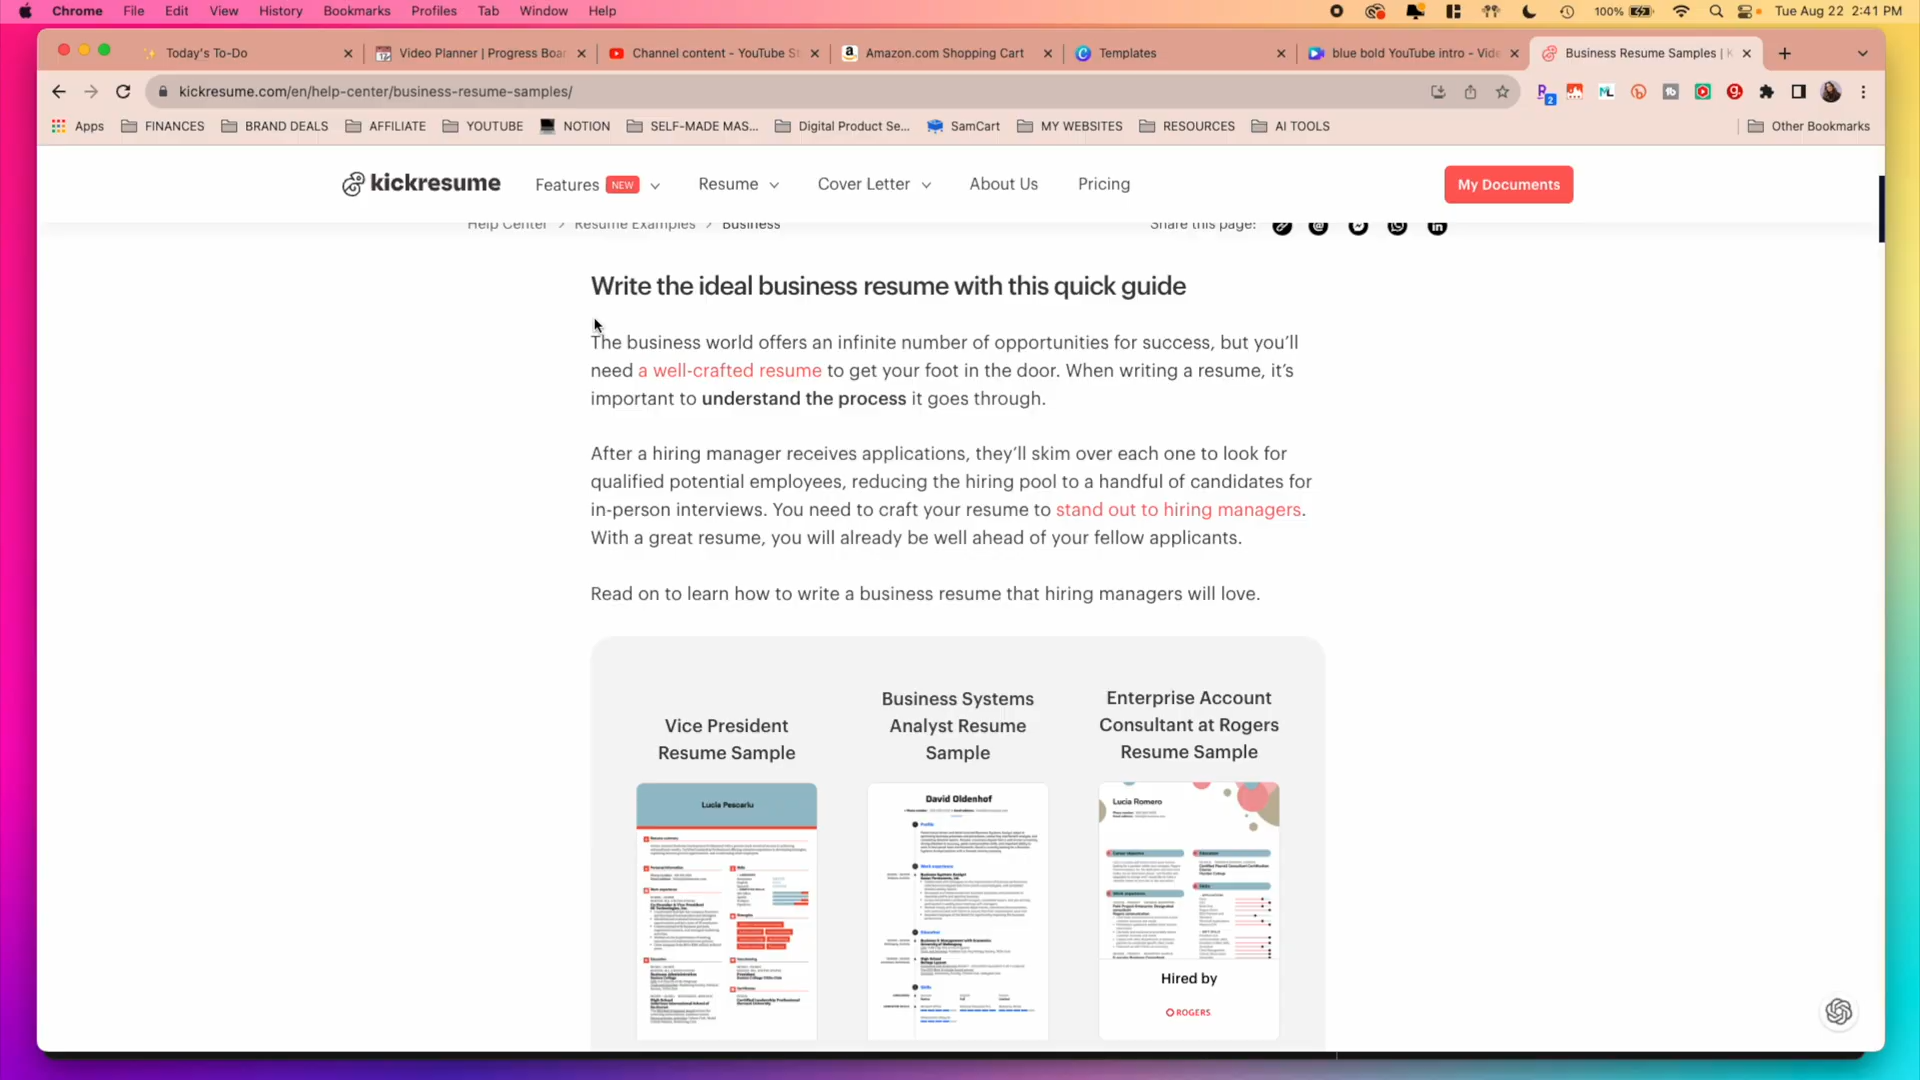 Chrome File Edit View History Bookmarks Profiles Tab Window Help
100%
Tue Aug 22 2:41 PM
Today's To-Do
Video Planner | Progress Boar
Channel content - YouTube St
Amazon.com Shopping Cart
Templates
blue bold YouTube intro - Vide
Business Resume Samples | K
kickresume.com/en/help-center/business-resume-samples/
Apps
FINANCES
BRAND DEALS
AFFILIATE
YOUTUBE
NOTION
SELF-MADE MAS...
Digital Product Se...
SamCart
MY WEBSITES
RESOURCES
AI TOOLS
Other Bookmarks
kickresume
Features NEW
Resume
Cover Letter
About Us
Pricing
My Documents
Help Center > Resume Examples > Business
Share this page:
Write the ideal business resume with this quick guide
The business world offers an infinite number of opportunities for success, but you'll
need a well-crafted resume to get your foot in the door. When writing a resume, it's
important to understand the process it goes through.
After a hiring manager receives applications, they'll skim over each one to look for
qualified potential employees, reducing the hiring pool to a handful of candidates for
in-person interviews. You need to craft your resume to stand out to hiring managers.
With a great resume, you will already be well ahead of your fellow applicants.
Read on to learn how to write a business resume that hiring managers will love.
Vice President
Resume Sample
Business Systems
Analyst Resume
Sample
Enterprise Account
Consultant at Rogers
Resume Sample
Lucia Pescariu
David Oldenhof
Profile
Work experience
Education
Skills
Lucia Romero
Hired by
ROGERS